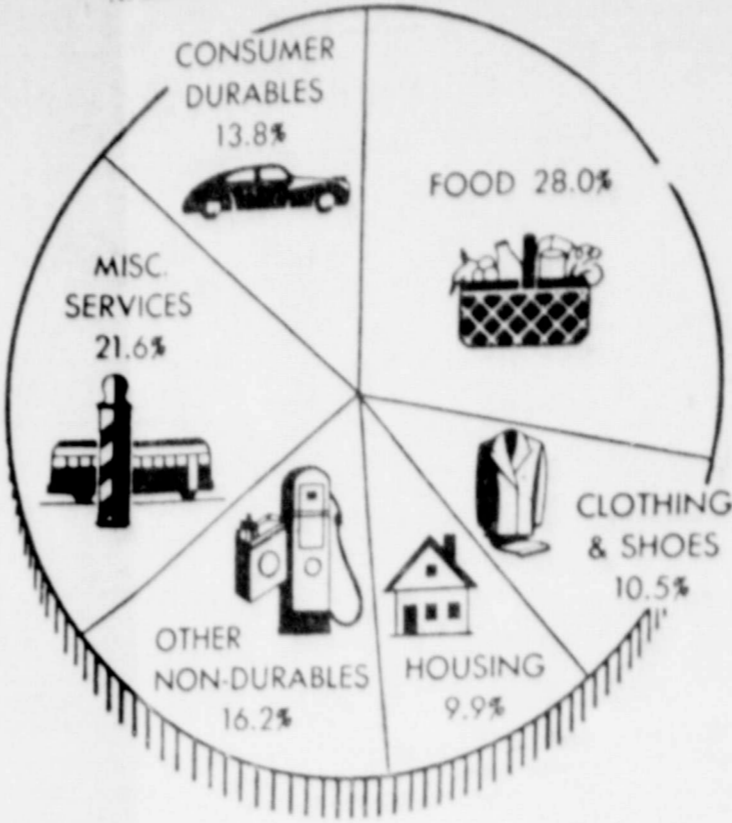 CONSUMER
DURABLES
13.8%
FOOD 28.0%
MISC.
SERVICES
21.6%
CLOTHING
& SHOES
10.5%
OTHER
NON-DURABLES
16.2%
HOUSING
9.9%